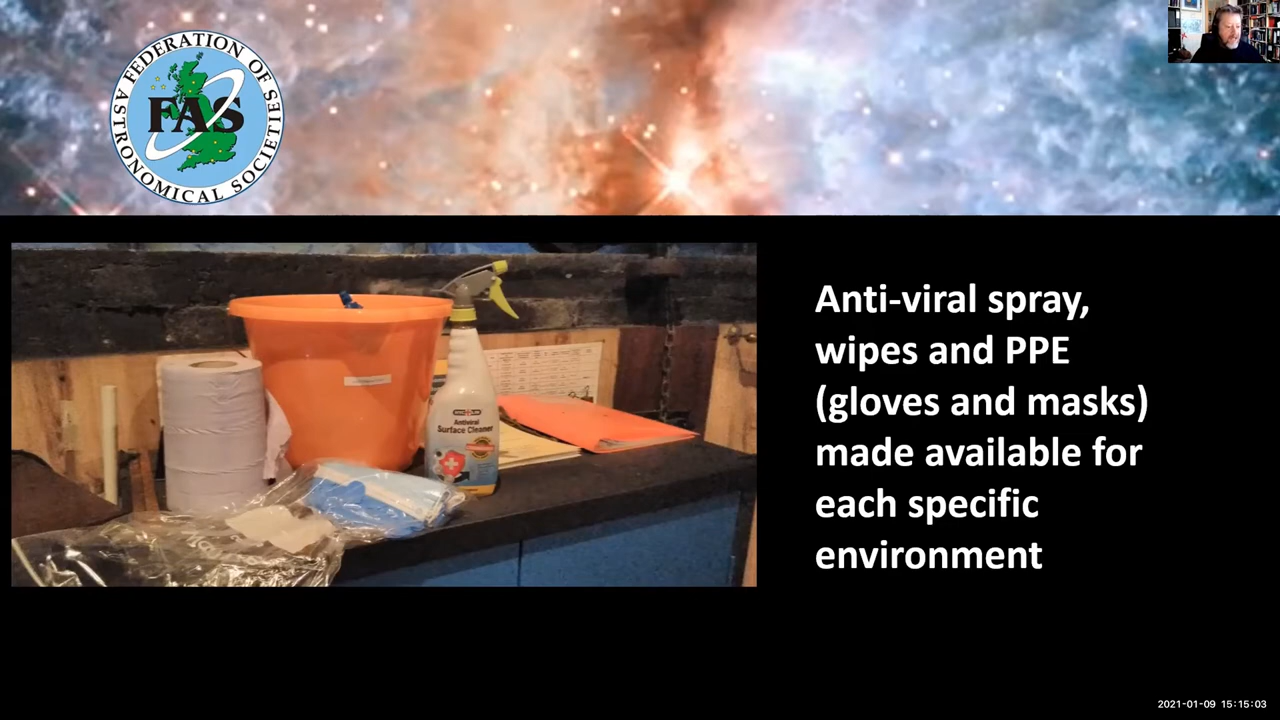 FEDERATION OF ASTRONOMICAL SOCIETIES
FAS
Anti-viral spray,
wipes and PPE
(gloves and masks)
made available for
each specific
environment
Antiviral
Surface Cleaner
2021-01-09 15:15:03